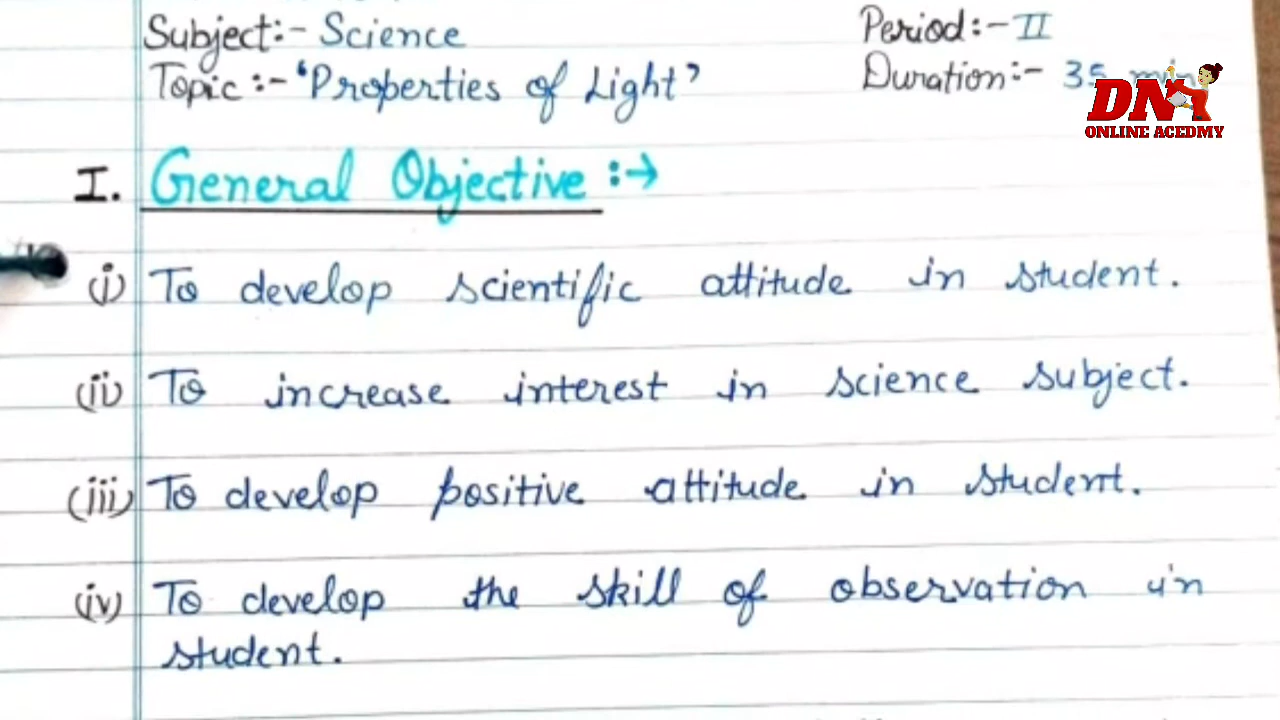 Subject:- Science
Period:- II
Topic:- 'Properties of Light'
Duration:- 35 min
DNA
ONLINE ACEDMY
I. General Objective :→
(i) To develop scientific attitude in student.
(ii) To increase interest in science subject.
(iii) To develop positive attitude in student.
(iv) To develop the skill of observation in
student.